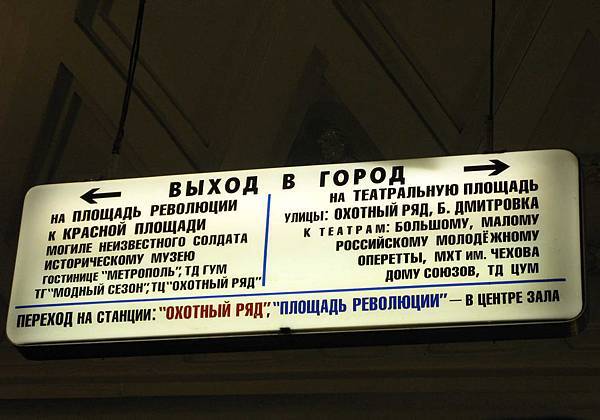 ВЫХОД В ГОРОД
НА ПЛОЩАДЬ РЕВОЛЮЦИИ
К КРАСНОЙ ПЛОЩАДИ
МОГИЛЕ НЕИЗВЕСТНОГО СОЛДАТА
ИСТОРИЧЕСКОМУ МУЗЕЮ
ГОСТИНИЦЕ "МЕТРОПОЛЬ", ТД ГУМ
ТГ "МОДНЫЙ СЕЗОН", ТЦ "ОХОТНЫЙ РЯД"
НА ТЕАТРАЛЬНУЮ ПЛОЩАДЬ
УЛИЦЫ: ОХОТНЫЙ РЯД, Б. ДМИТРОВКА
К ТЕАТРАМ: БОЛЬШОМУ, МАЛОМУ
РОССИЙСКОМУ МОЛОДЁЖНОМУ
ОПЕРЕТТЫ, МХТ ИМ. ЧЕХОВА
ДОМУ СОЮЗОВ, ТД ЦУМ
ПЕРЕХОД НА СТАНЦИИ: "ОХОТНЫЙ РЯД", "ПЛОЩАДЬ РЕВОЛЮЦИИ" — В ЦЕНТРЕ ЗАЛА